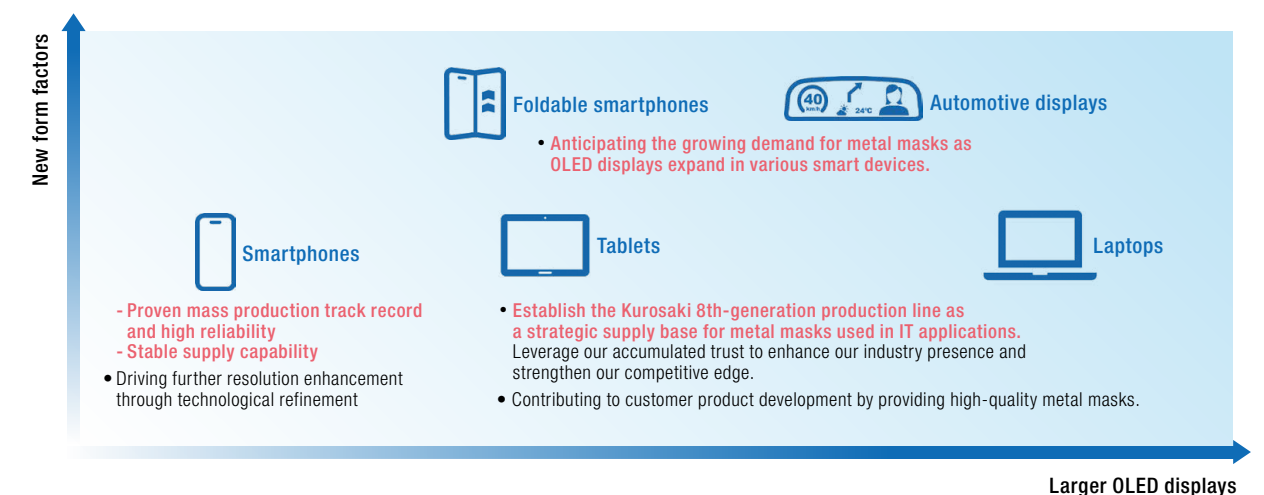 New form factors
Foldable smartphones
40
km/h
24°C
Automotive displays
• Anticipating the growing demand for metal masks as
OLED displays expand in various smart devices.
Smartphones
- Proven mass production track record
and high reliability
- Stable supply capability
• Driving further resolution enhancement
through technological refinement
Tablets
Laptops
• Establish the Kurosaki 8th-generation production line as
a strategic supply base for metal masks used in IT applications.
Leverage our accumulated trust to enhance our industry presence and
strengthen our competitive edge.
• Contributing to customer product development by providing high-quality metal masks.
Larger OLED displays